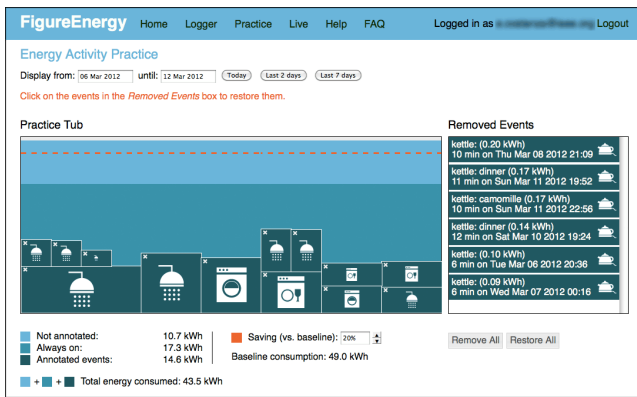 FigureEnergy Home Logger Practice Live Help FAQ Logged in as Logout
Energy Activity Practice
Display from: 06 Mar 2012 until: 12 Mar 2012 Today Last 2 days Last 7 days
Click on the events in the Removed Events box to restore them.
Practice Tub
Removed Events
kettle: (0.20 kWh)
10 min on Thu Mar 08 2012 21:09
kettle: dinner (0.17 kWh)
11 min on Sun Mar 11 2012 19:52
kettle: camomille (0.17 kWh)
10 min on Sun Mar 11 2012 22:56
kettle: dinner (0.14 kWh)
12 min on Sat Mar 10 2012 19:24
kettle: (0.10 kWh)
6 min on Tue Mar 06 2012 20:36
kettle: (0.09 kWh)
6 min on Wed Mar 07 2012 00:16
Remove All Restore All
Not annotated: 10.7 kWh
Always on: 17.3 kWh
Annotated events: 14.6 kWh
Saving (vs. baseline): 20%
Baseline consumption: 49.0 kWh
+ + Total energy consumed: 43.5 kWh